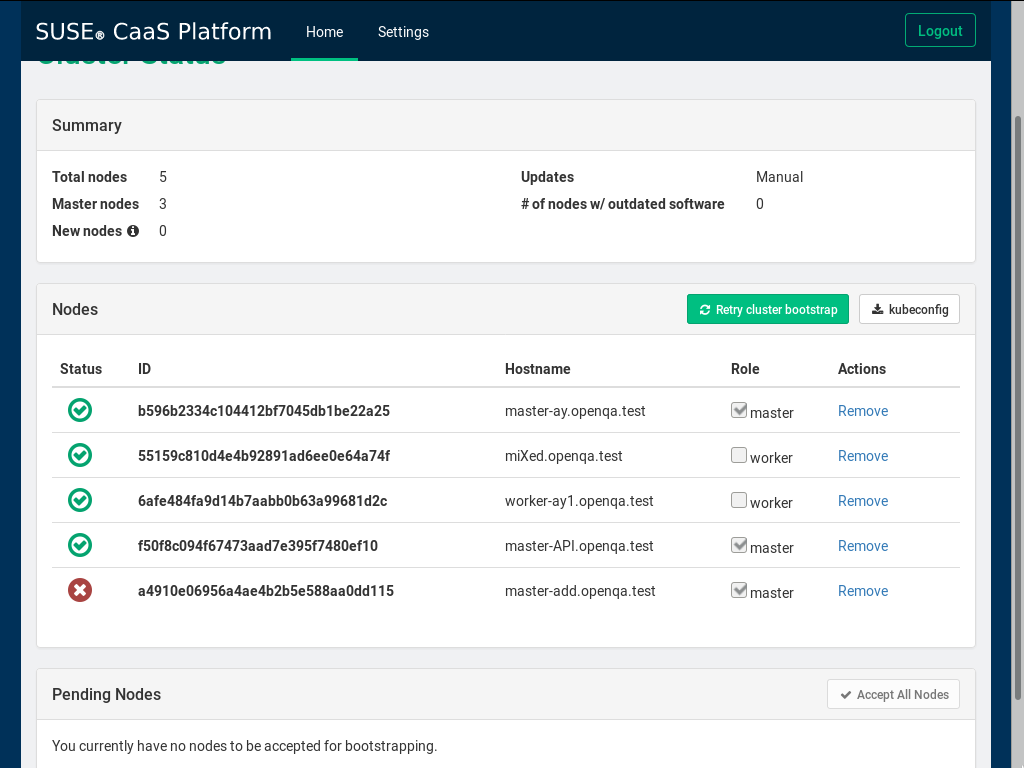 SUSE® CaaS Platform Home Settings Logout
Cluster Status
Summary
Total nodes 5 Updates Manual
Master nodes 3 # of nodes w/ outdated software 0
New nodes 0
Nodes Retry cluster bootstrap kubeconfig
Status ID Hostname Role Actions
b596b2334c104412bf7045db1be22a25 master-ay.openqa.test master Remove
55159c810d4e4b92891ad6ee0e64a74f miXed.openqa.test worker Remove
6afe484fa9d14b7aabb0b63a99681d2c worker-ay1.openqa.test worker Remove
f50f8c094f67473aad7e395f7480ef10 master-API.openqa.test master Remove
a4910e06956a4ae4b2b5e588aa0dd115 master-add.openqa.test master Remove
Pending Nodes Accept All Nodes
You currently have no nodes to be accepted for bootstrapping.